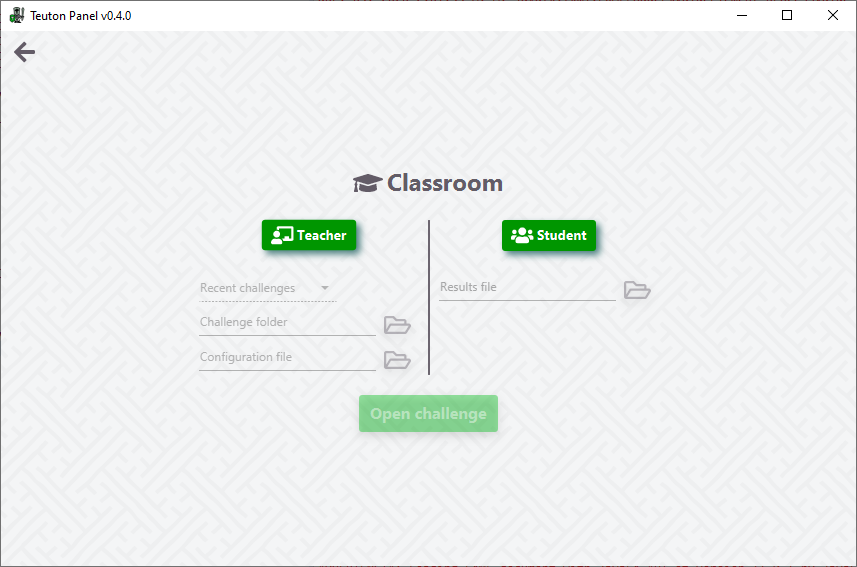 Teuton Panel v0.4.0
Classroom
Teacher
Student
Recent challenges
Results file
Challenge folder
Configuration file
Open challenge